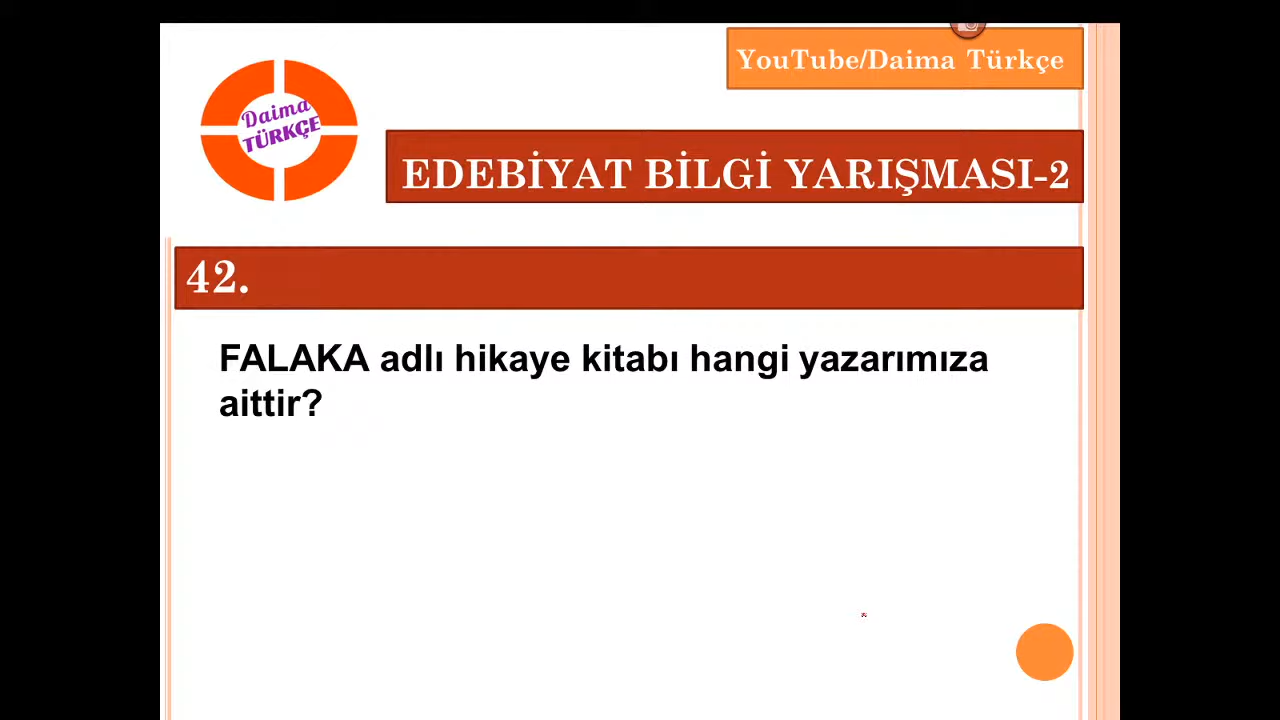 YouTube/Daima Türkçe
Daima
TÜRKÇE
EDEBİYAT BİLGİ YARIŞMASI-2
42.
FALAKA adlı hikaye kitabı hangi yazarımıza
aittir?